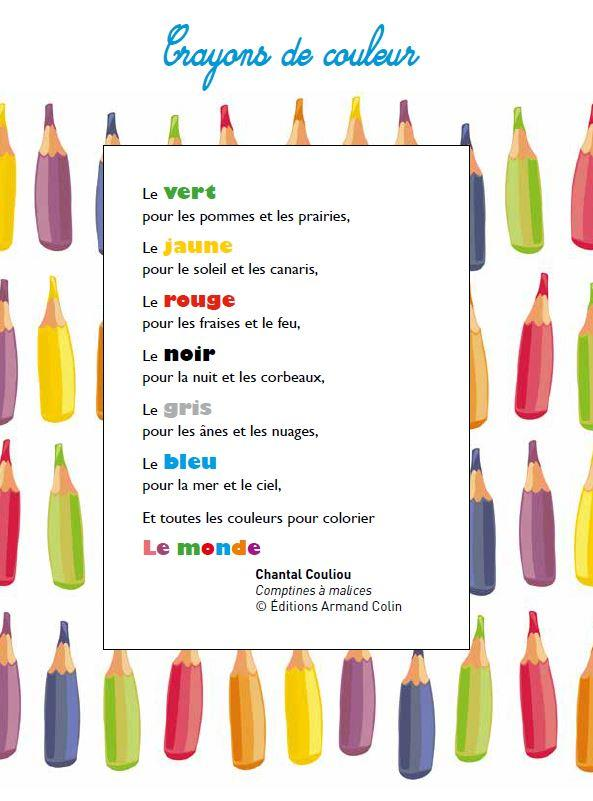 Crayons de couleur
Le vert
pour les pommes et les prairies,
Le jaune
pour le soleil et les canaris,
Le rouge
pour les fraises et le feu,
Le noir
pour la nuit et les corbeaux,
Le gris
pour les ânes et les nuages,
Le bleu
pour la mer et le ciel,
Et toutes les couleurs pour colorier
Le monde
Chantal Couliou
Comptines à malices
© Éditions Armand Colin